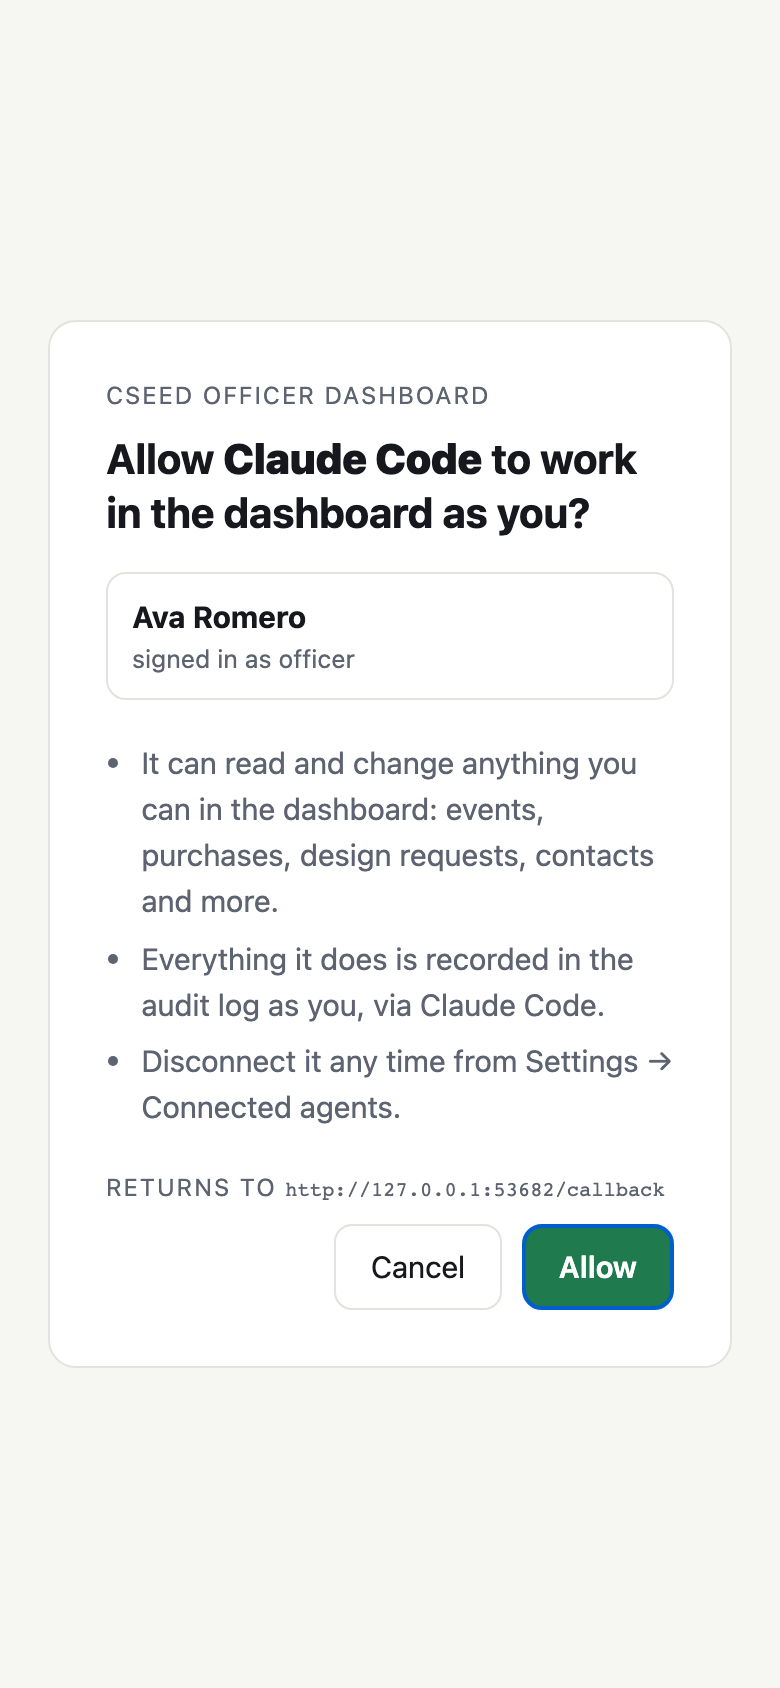 CSEED OFFICER DASHBOARD
Allow Claude Code to work
in the dashboard as you?
Ava Romero
signed in as officer
• It can read and change anything you
can in the dashboard: events,
purchases, design requests, contacts
and more.
• Everything it does is recorded in the
audit log as you, via Claude Code.
• Disconnect it any time from Settings →
Connected agents.
RETURNS TO http://127.0.0.1:53682/callback
Cancel Allow